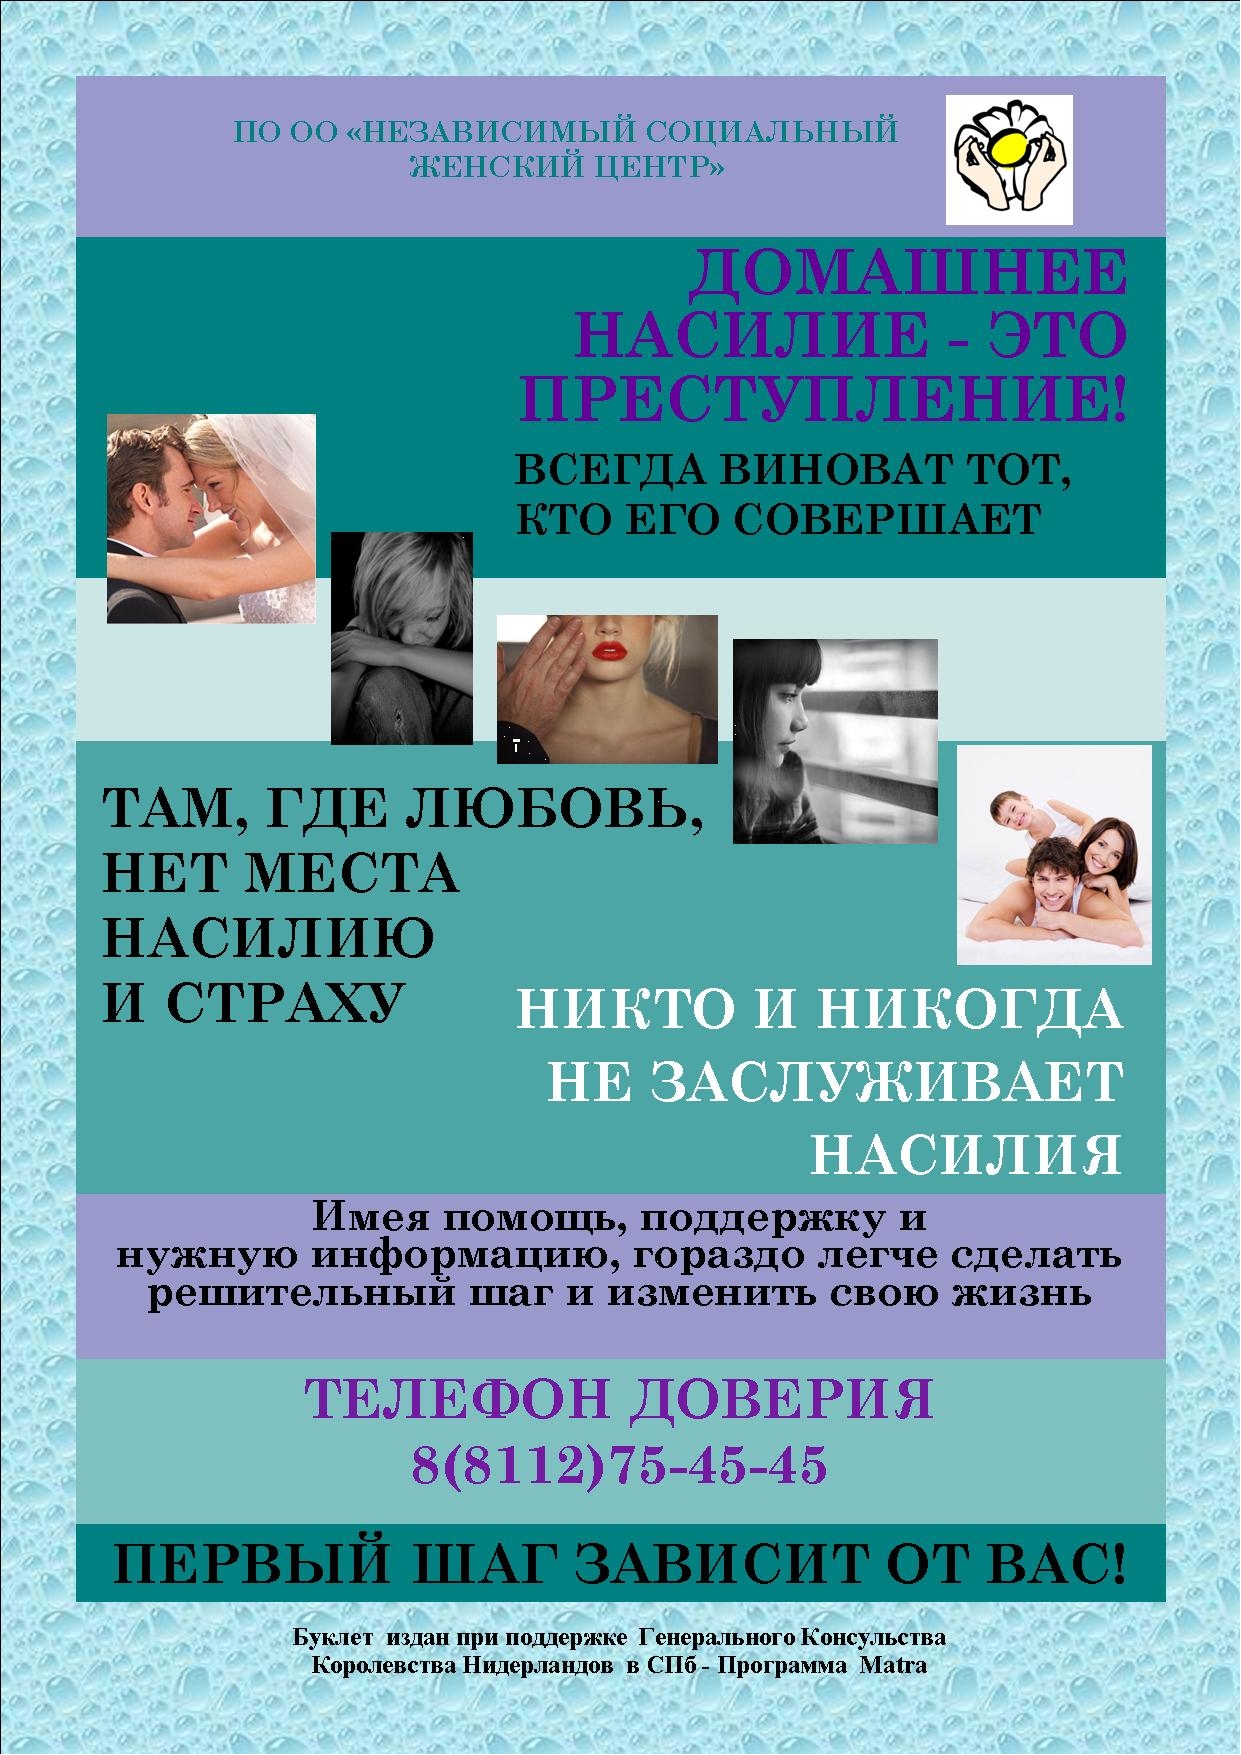 ПО ОО «НЕЗАВИСИМЫЙ СОЦИАЛЬНЫЙ
ЖЕНСКИЙ ЦЕНТР»
ДОМАШНЕЕ
НАСИЛИЕ - ЭТО
ПРЕСТУПЛЕНИЕ!
ВСЕГДА ВИНОВАТ ТОТ,
КТО ЕГО СОВЕРШАЕТ
ТАМ, ГДЕ ЛЮБОВЬ,
НЕТ МЕСТА
НАСИЛИЮ
И СТРАХУ
НИКТО И НИКОГДА
НЕ ЗАСЛУЖИВАЕТ
НАСИЛИЯ
Имея помощь, поддержку и
нужную информацию, гораздо легче сделать
решительный шаг и изменить свою жизнь
ТЕЛЕФОН ДОВЕРИЯ
8(8112)75-45-45
ПЕРВЫЙ ШАГ ЗАВИСИТ ОТ ВАС!
Буклет издан при поддержке Генерального Консульства
Королевства Нидерландов в СПб - Программа Matra